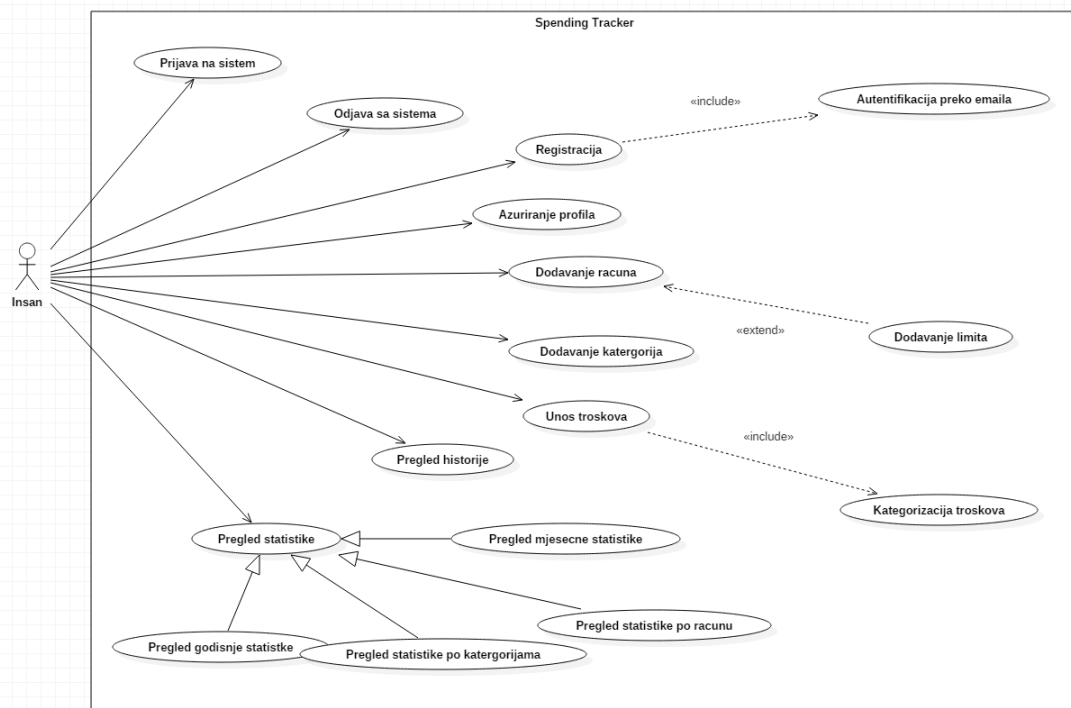 Spending Tracker
Prijava na sistem
Odjava sa sistema
«include»
Autentifikacija preko emaila
Registracija
Azuriranje profila
Insan
Dodavanje racuna
«extend»
Dodavanje limita
Dodavanje katergorija
Unos troskova
«include»
Pregled historije
Kategorizacija troskova
Pregled statistike
Pregled mjesecne statistike
Pregled statistike po racunu
Pregled godisnje statistke
Pregled statistike po katergorijama